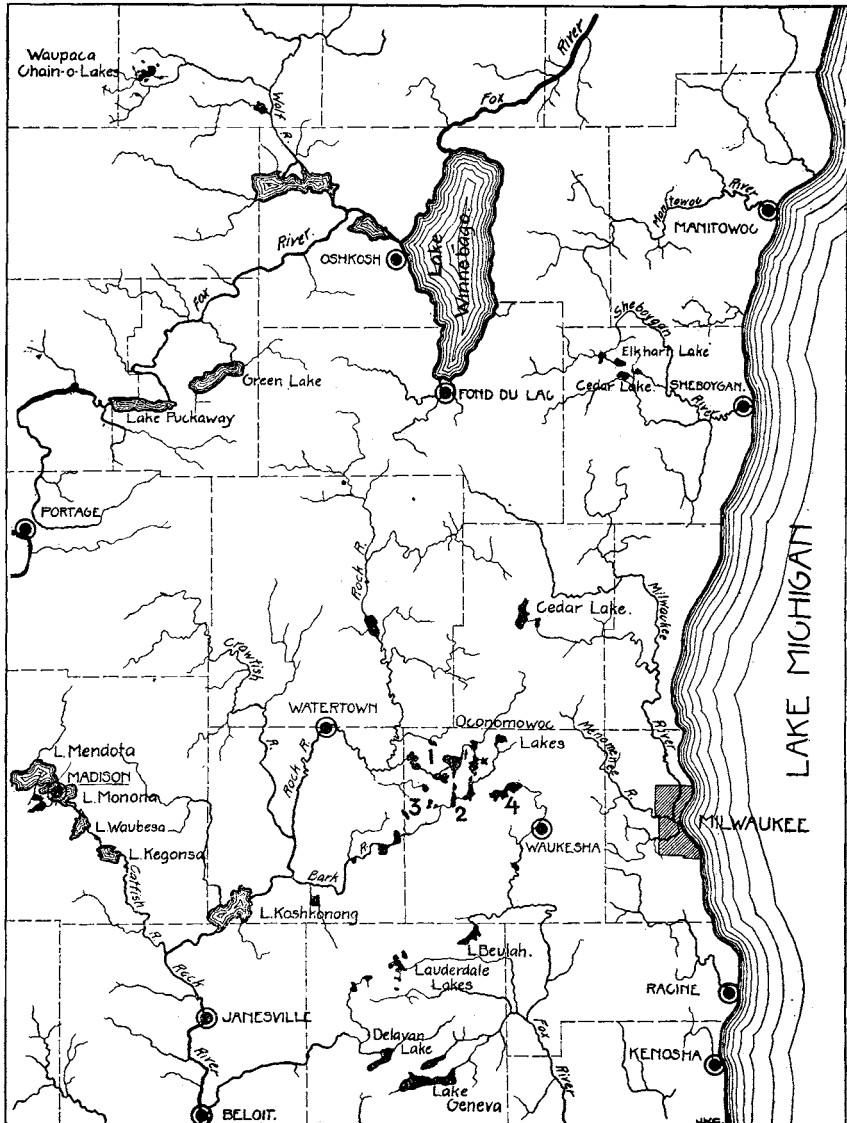 Waupaca
Chain-o-Lakes
Wolf R.
Fox
River
River.
Fox
OSHKOSH
Lake
Winnebago.
Manitowoc
River
MANITOWOC
Sheboygan
Elkhart Lake
Cedar Lake.
SHEBOYGAN.
River
Green Lake
FOND DU LAC
Lake Puckaway
PORTAGE
Rock R.
Cedar Lake.
Milwaukee
River
LAKE MICHIGAN
Crawfish
R.
WATERTOWN
Rock R.
Oconomowoc
Lakes
Menomenee
R.
L. Mendota
MADISON
L. Monona
L. Waubesa
L. Kegonsa
Catfish
R.
3
2
4
WAUKESHA
MILWAUKEE
Bark
R.
L. Koshkonong
L. Beulah.
Lauderdale
Lakes
RACINE
Rock
River
JANESVILLE
Delavan
Lake
Fox
River
KENOSHA
Lake
Geneva
BELOIT.